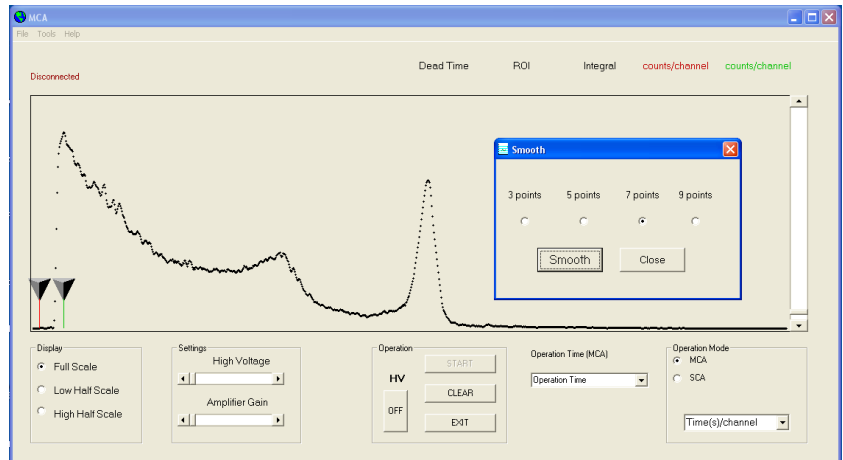 MCA
File Tools Help
Dead Time ROI Integral counts/channel counts/channel
Disconnected
Smooth
3 points 5 points 7 points 9 points
Smooth Close
Display
Full Scale
Low Half Scale
High Half Scale
Settings
High Voltage
Amplifier Gain
Operation
START
HV
OFF
CLEAR
EXIT
Operation Time (MCA)
Operation Time
Operation Mode
MCA
SCA
Time(s)/channel